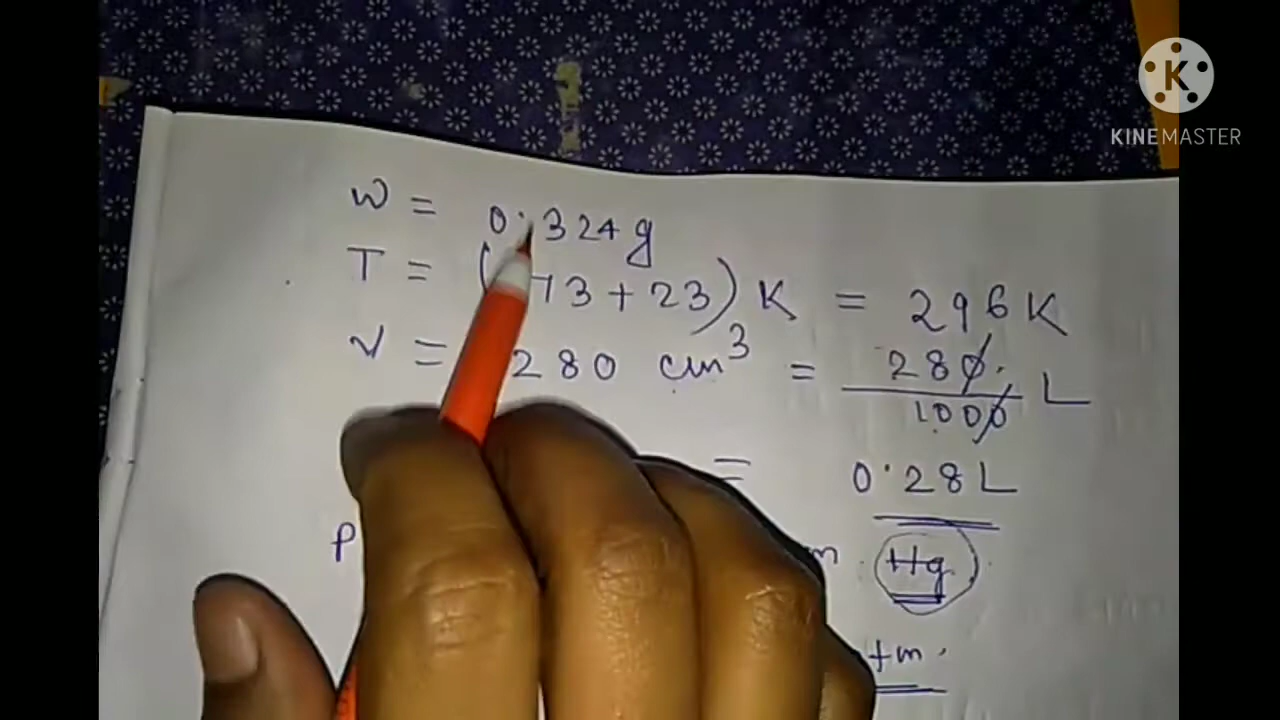 KINEMASTER
W = 0.324 g
T = ( 73 + 23) K = 296 K
V = 280 cm³ = 280/1000 L
= 0.28 L
P Hg